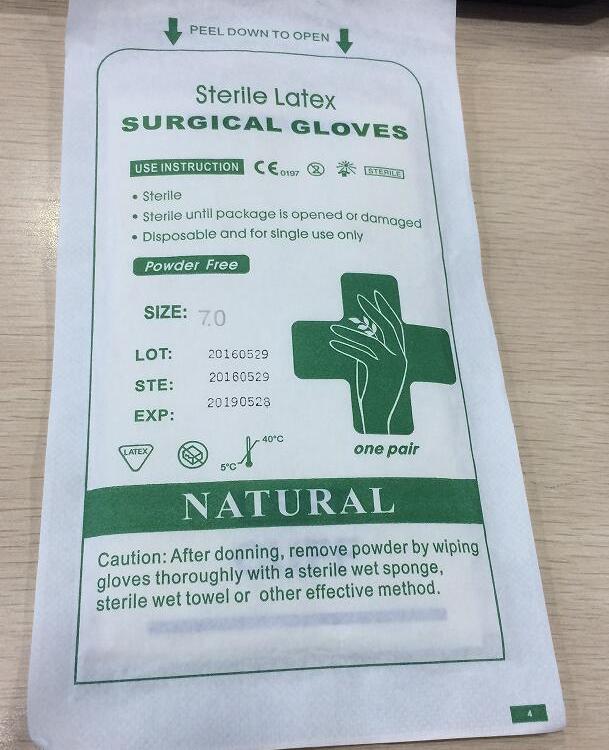 PEEL DOWN TO OPEN
Sterile Latex
SURGICAL GLOVES
USE INSTRUCTION CE 0197 2 STERILE
• Sterile
• Sterile until package is opened or damaged
• Disposable and for single use only
Powder Free
SIZE: 7.0
LOT: 20160529
STE: 20160529
EXP: 20190528
LATEX 5°C 40°C
one pair
NATURAL
Caution: After donning, remove powder by wiping
gloves thoroughly with a sterile wet sponge,
sterile wet towel or other effective method.
4